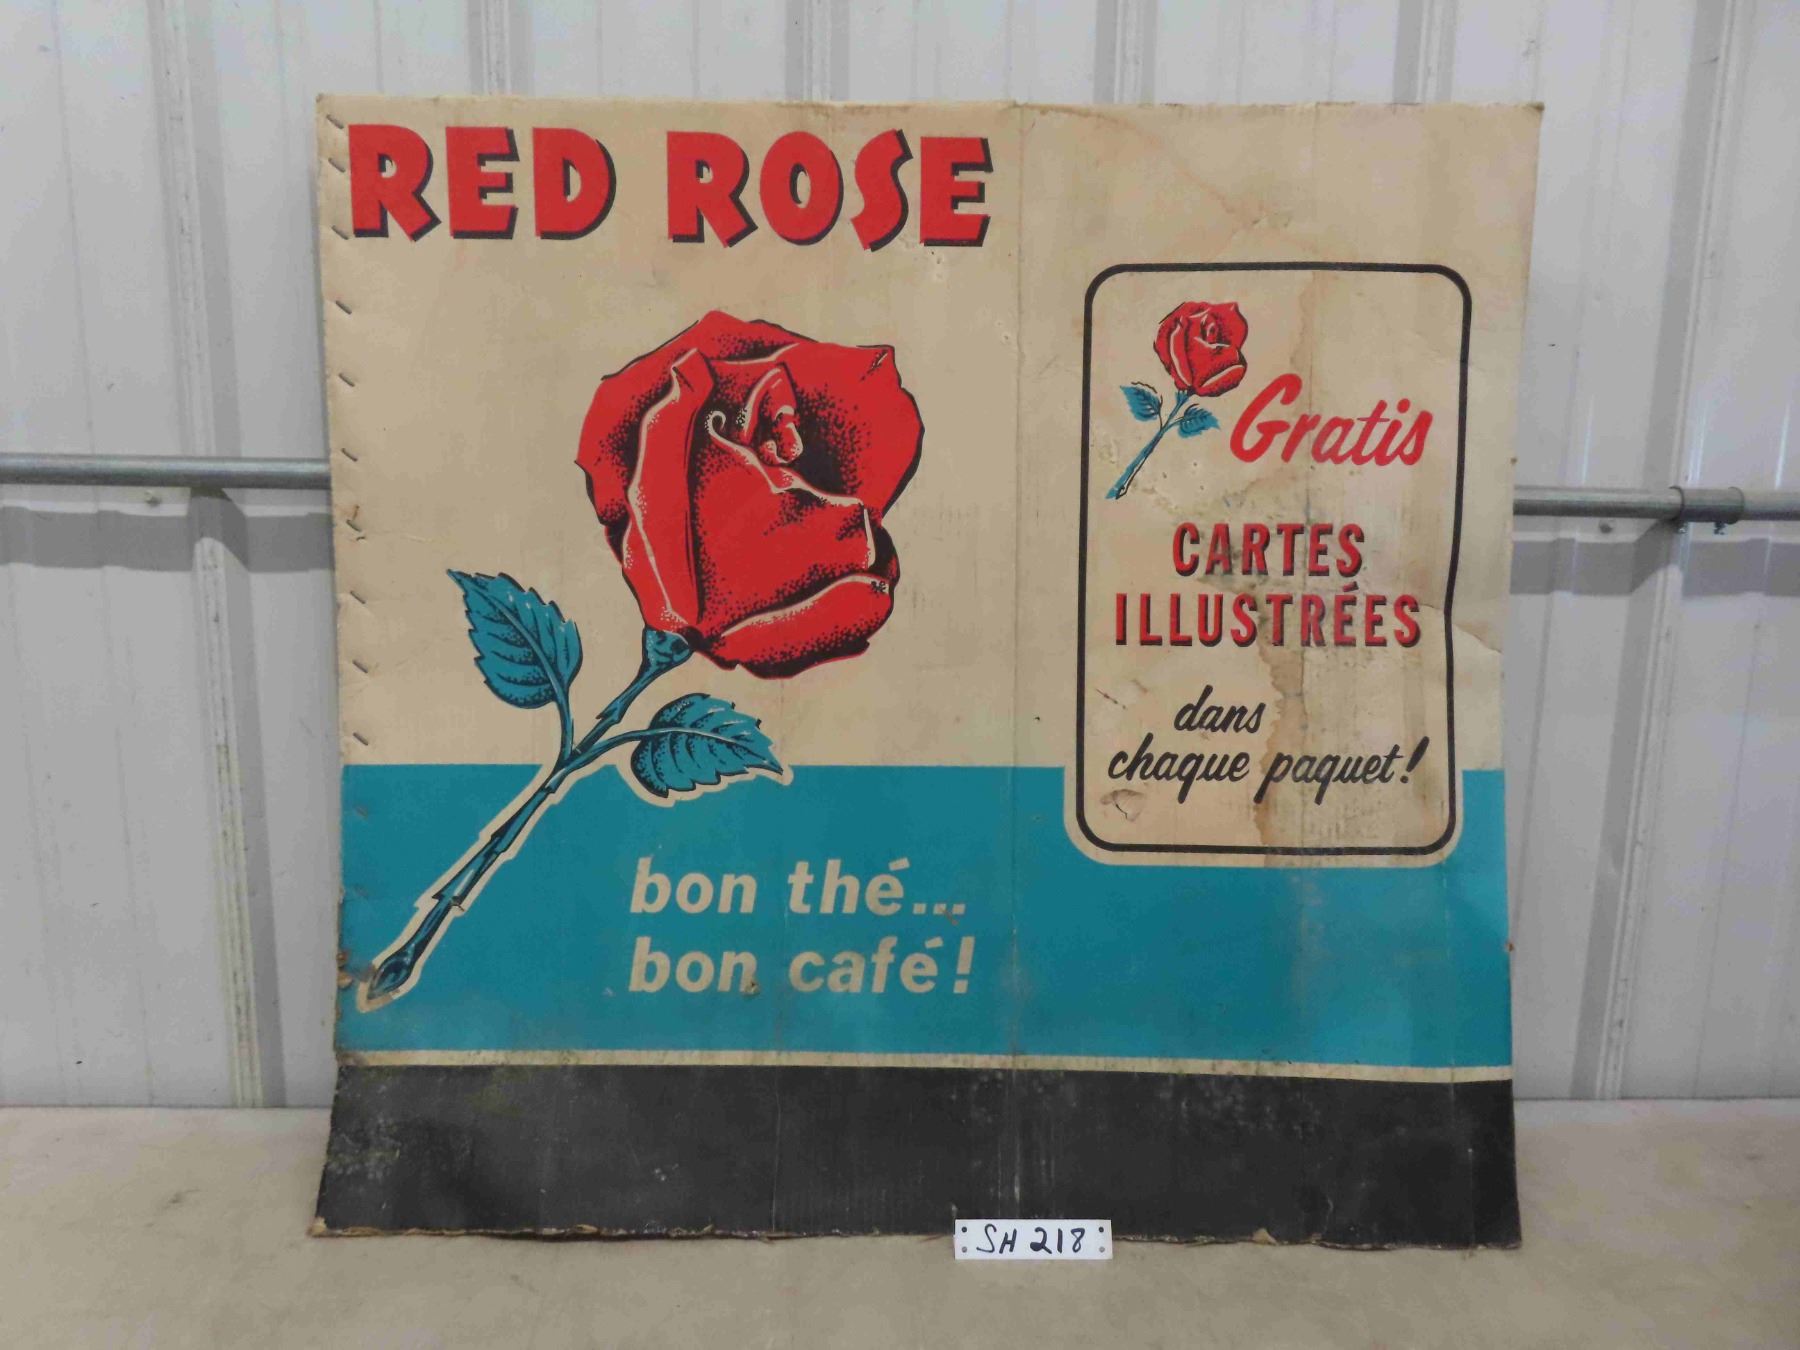 RED ROSE
Gratis
CARTES
ILLUSTRÉES
dans
chaque paquet!
bon thé...
bon café!
SH 218